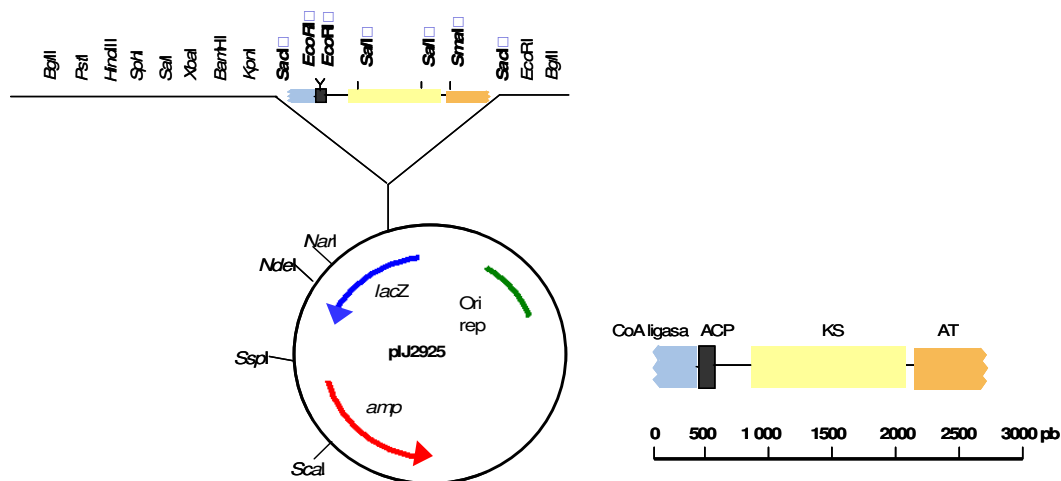 BglII
PstI
HindIII
SphI
SalI
XbaI
BamHI
KpnI
SacI□
EcoRI□
EcoRI□
SalI□
SalI□
SmaI□
SacI□
EcoRI
BglII
NarI
NdeI
lacZ
Ori
rep
pIJ2925
SspI
amp
ScaI
CoA ligasa ACP KS AT
0 500 1 000 1500 2000 2500 3000 pb